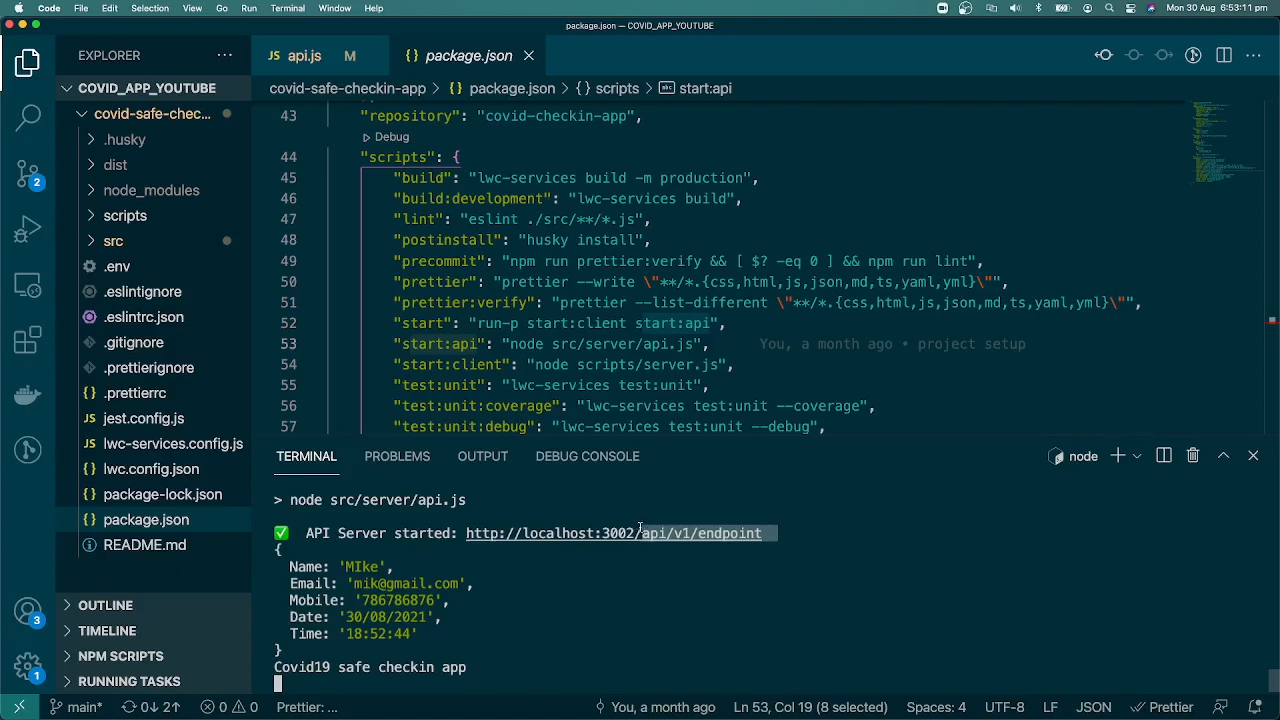 Code File Edit Selection View Go Run Terminal Window Help Mon 30 Aug 6:53:11 pm
package.json — COVID_APP_YOUTUBE
EXPLORER ···
JS api.js M {} package.json ×
COVID_APP_YOUTUBE
covid-safe-checkin-app > {} package.json > {} scripts > abc start:api
covid-safe-chec...
.husky
dist
node_modules
scripts
src
.env
.eslintignore
.eslintrc.json
.gitignore
.prettierignore
.prettierrc
jest.config.js
lwc-services.config.js
lwc.config.json
package-lock.json
package.json
README.md
OUTLINE
TIMELINE
NPM SCRIPTS
RUNNING TASKS
2
3
1
43 "repository": "covid-checkin-app",
Debug
44 "scripts": {
45 "build": "lwc-services build -m production",
46 "build:development": "lwc-services build",
47 "lint": "eslint ./src/**/*.js",
48 "postinstall": "husky install",
49 "precommit": "npm run prettier:verify && [ $? -eq 0 ] && npm run lint",
50 "prettier": "prettier --write \"**/*.{css,html,js,json,md,ts,yaml,yml}\"",
51 "prettier:verify": "prettier --list-different \"**/*.{css,html,js,json,md,ts,yaml,yml}\"",
52 "start": "run-p start:client start:api",
53 "start:api": "node src/server/api.js", You, a month ago • project setup
54 "start:client": "node scripts/server.js",
55 "test:unit": "lwc-services test:unit",
56 "test:unit:coverage": "lwc-services test:unit --coverage",
57 "test:unit:debug": "lwc-services test:unit --debug",
TERMINAL PROBLEMS OUTPUT DEBUG CONSOLE node
> node src/server/api.js
✅ API Server started: http://localhost:3002/api/v1/endpoint
{
Name: 'MIke',
Email: 'mik@gmail.com',
Mobile: '786786876',
Date: '30/08/2021',
Time: '18:52:44'
}
Covid19 safe checkin app
main* 0↓ 2↑ 0 0 Prettier: ... You, a month ago Ln 53, Col 19 (8 selected) Spaces: 4 UTF-8 LF JSON Prettier